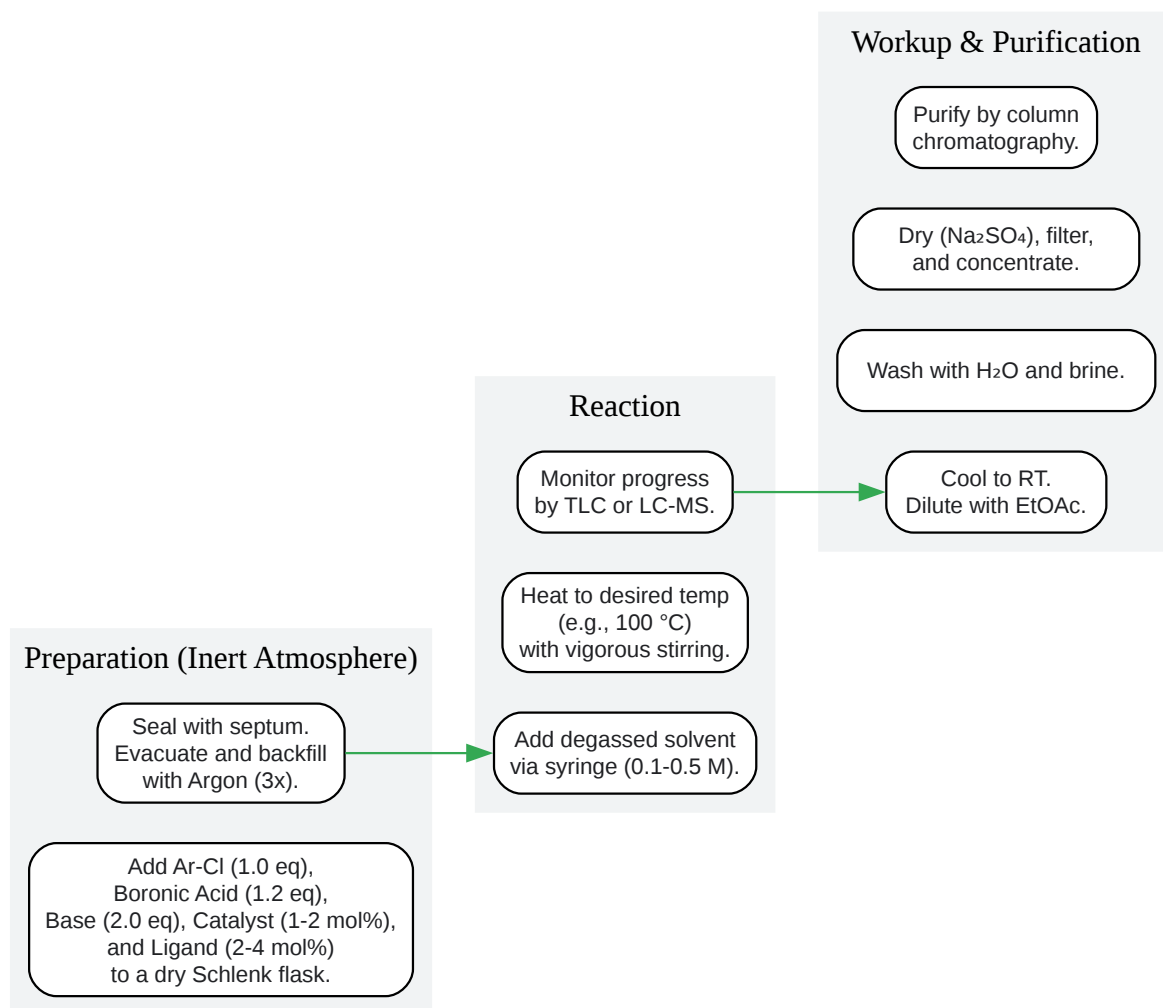 Workup & Purification
Purify by column
chromatography.
Dry (Na₂SO₄), filter,
and concentrate.
Wash with H₂O and brine.
Cool to RT.
Dilute with EtOAc.
Reaction
Monitor progress
by TLC or LC-MS.
Heat to desired temp
(e.g., 100 °C)
with vigorous stirring.
Add degassed solvent
via syringe (0.1-0.5 M).
Preparation (Inert Atmosphere)
Seal with septum.
Evacuate and backfill
with Argon (3x).
Add Ar-Cl (1.0 eq),
Boronic Acid (1.2 eq),
Base (2.0 eq), Catalyst (1-2 mol%),
and Ligand (2-4 mol%)
to a dry Schlenk flask.